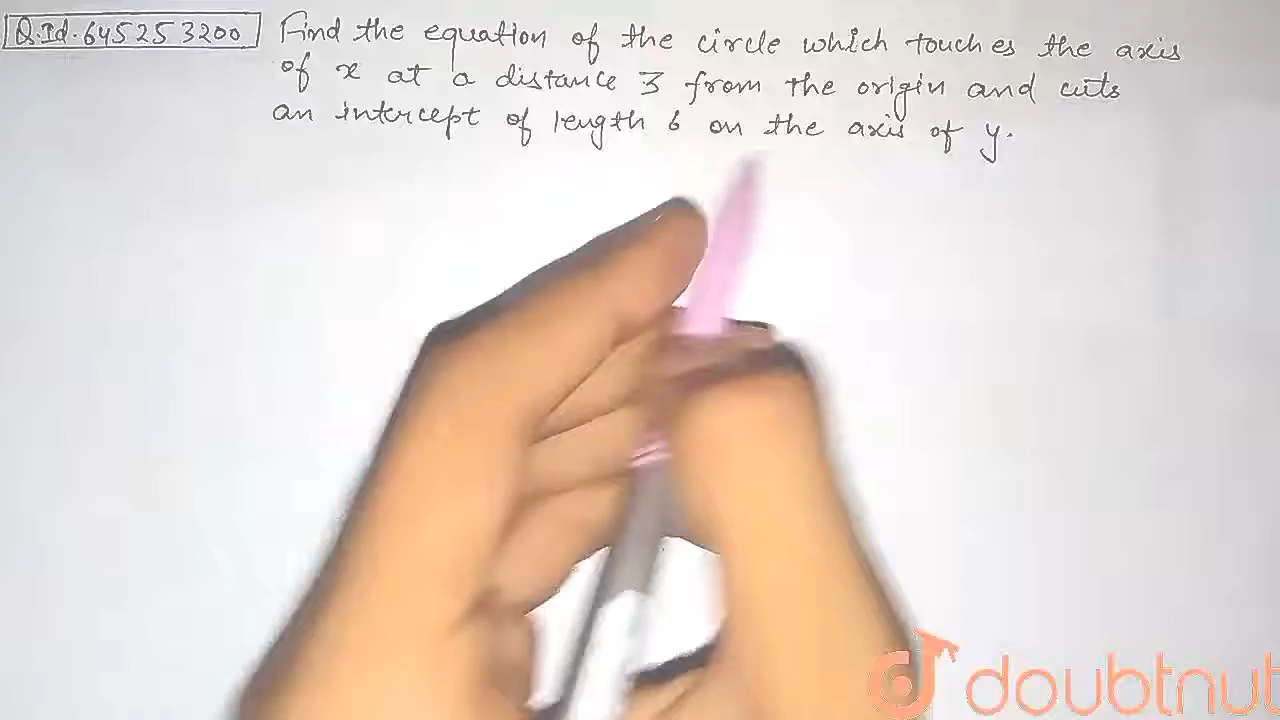 Q.Id.645253200 Find the equation of the circle which touches the axis
of x at a distance 3 from the origin and cuts
an intercept of length 6 on the axis of y.
doubtnut